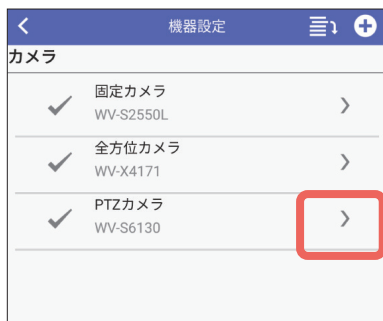 機器設定
カメラ
固定カメラ
WV-S2550L
全方位カメラ
WV-X4171
PTZカメラ
WV-S6130